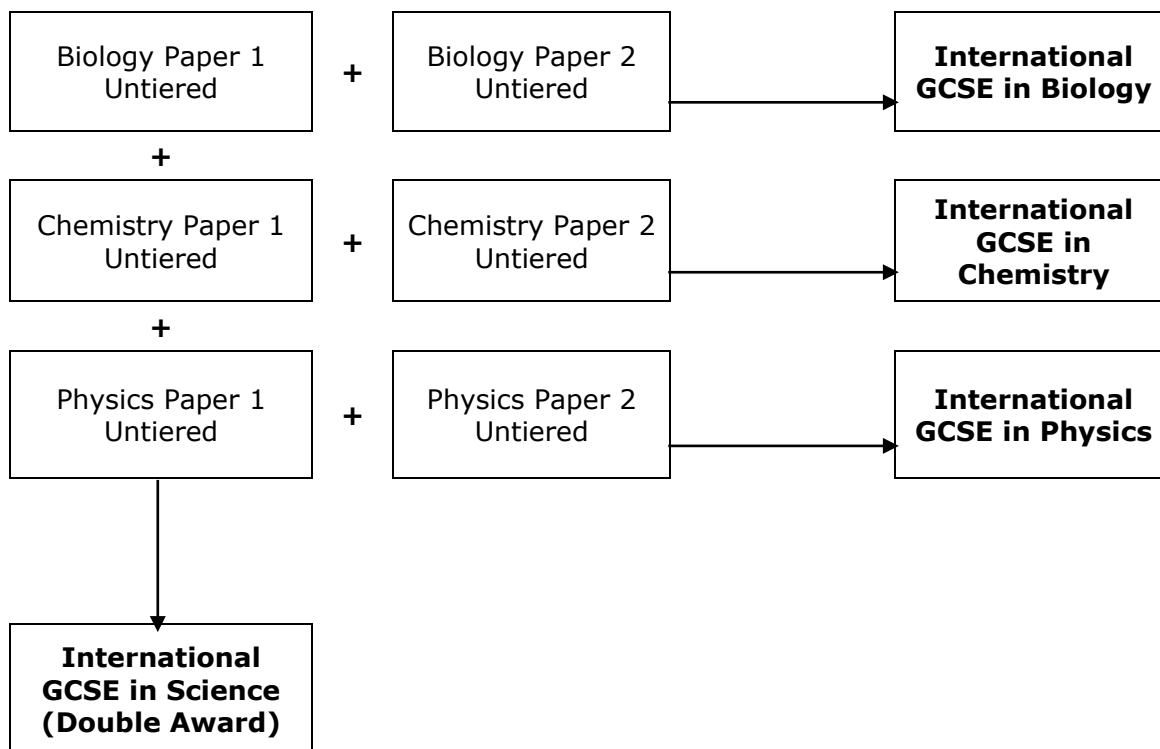 Biology Paper 1
Untiered
+
Biology Paper 2
Untiered
International
GCSE in Biology
+
Chemistry Paper 1
Untiered
+
Chemistry Paper 2
Untiered
International
GCSE in
Chemistry
+
Physics Paper 1
Untiered
+
Physics Paper 2
Untiered
International
GCSE in Physics
International
GCSE in Science
(Double Award)